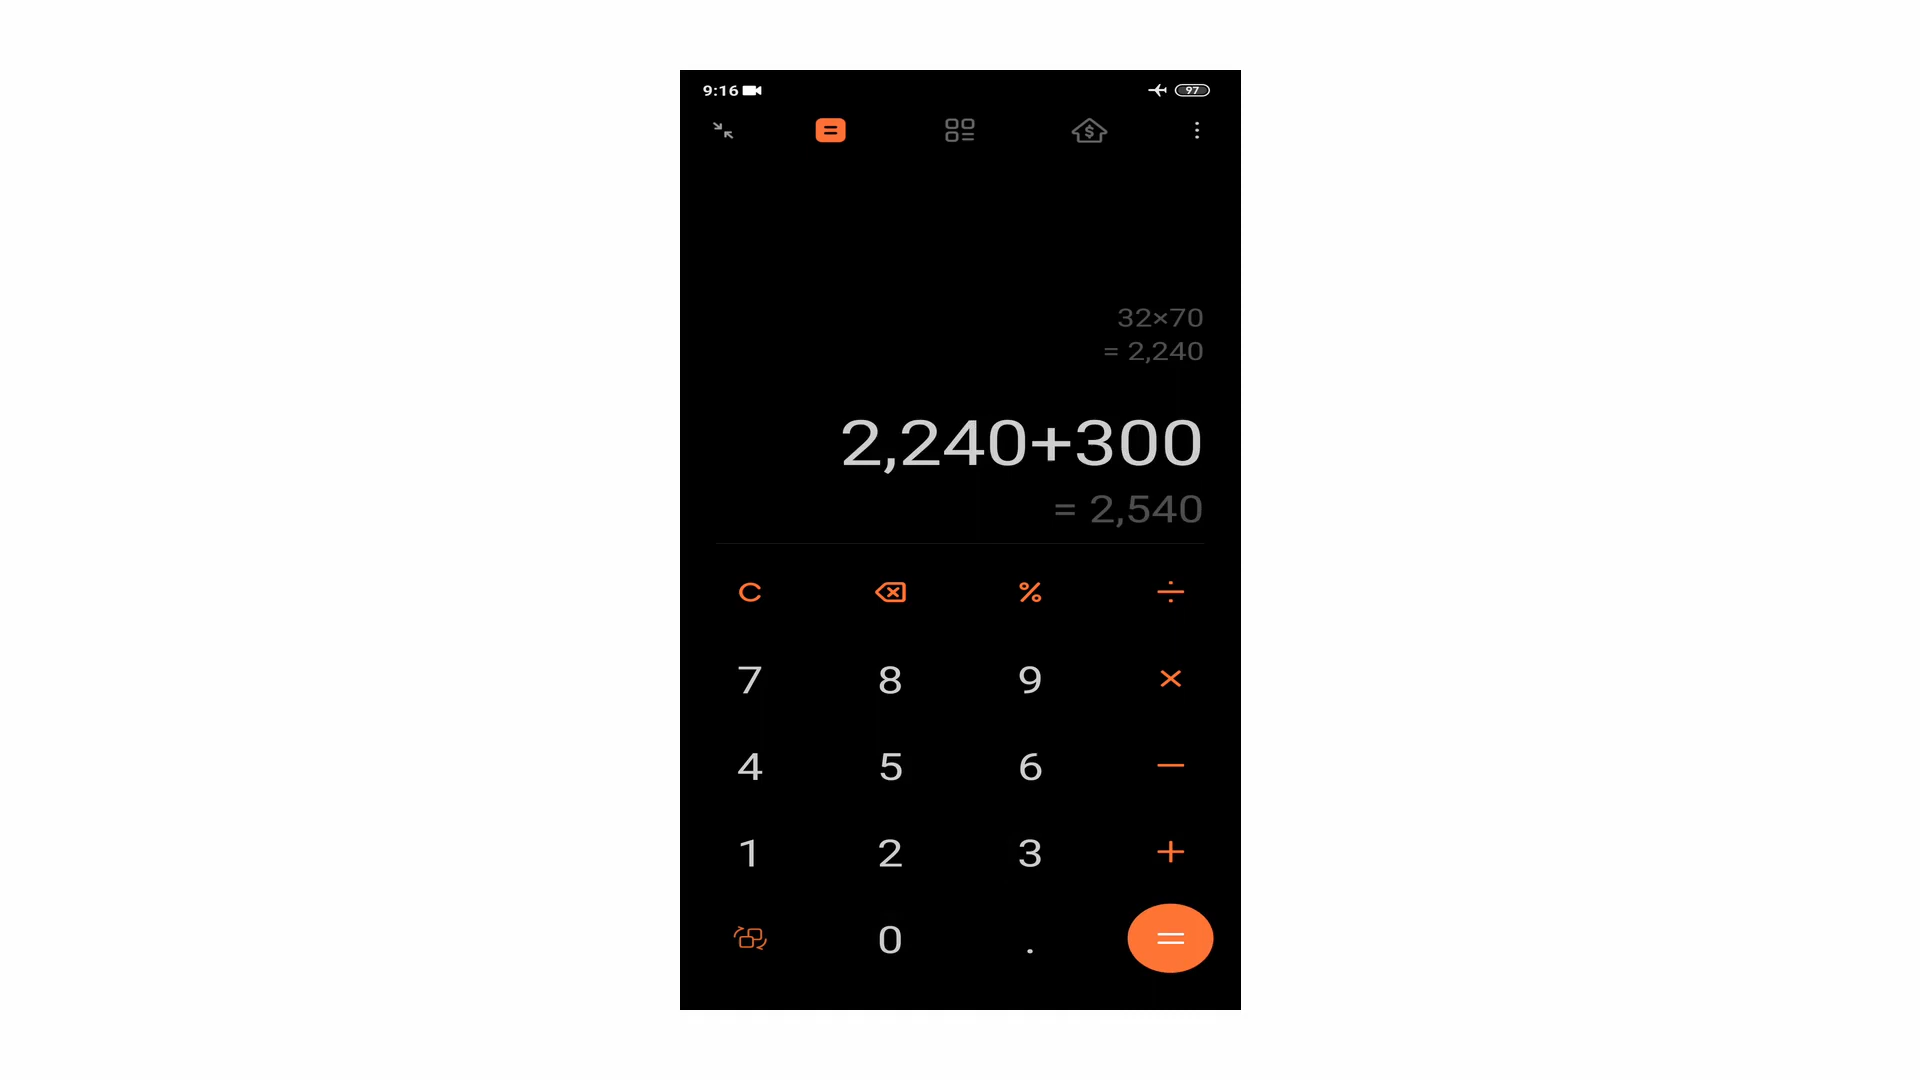 9:16 97
32×70
= 2,240
2,240+300
= 2,540
C % ÷
7 8 9 ×
4 5 6 −
1 2 3 +
0 . =